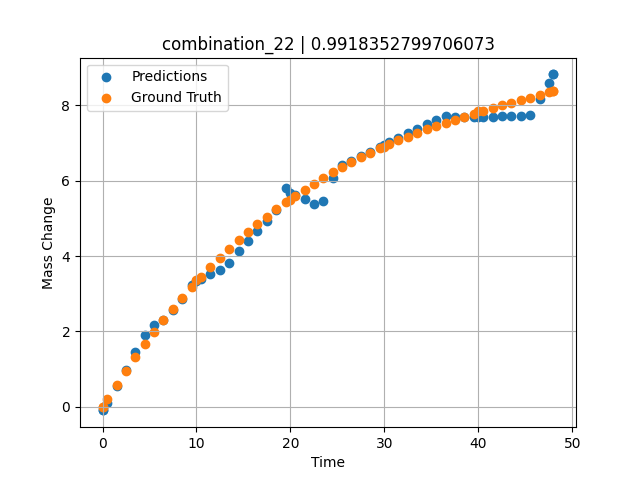 combination_22 | 0.9918352799706073
Predictions
Ground Truth
8
6
4
2
0
Mass Change
0 10 20 30 40 50
Time